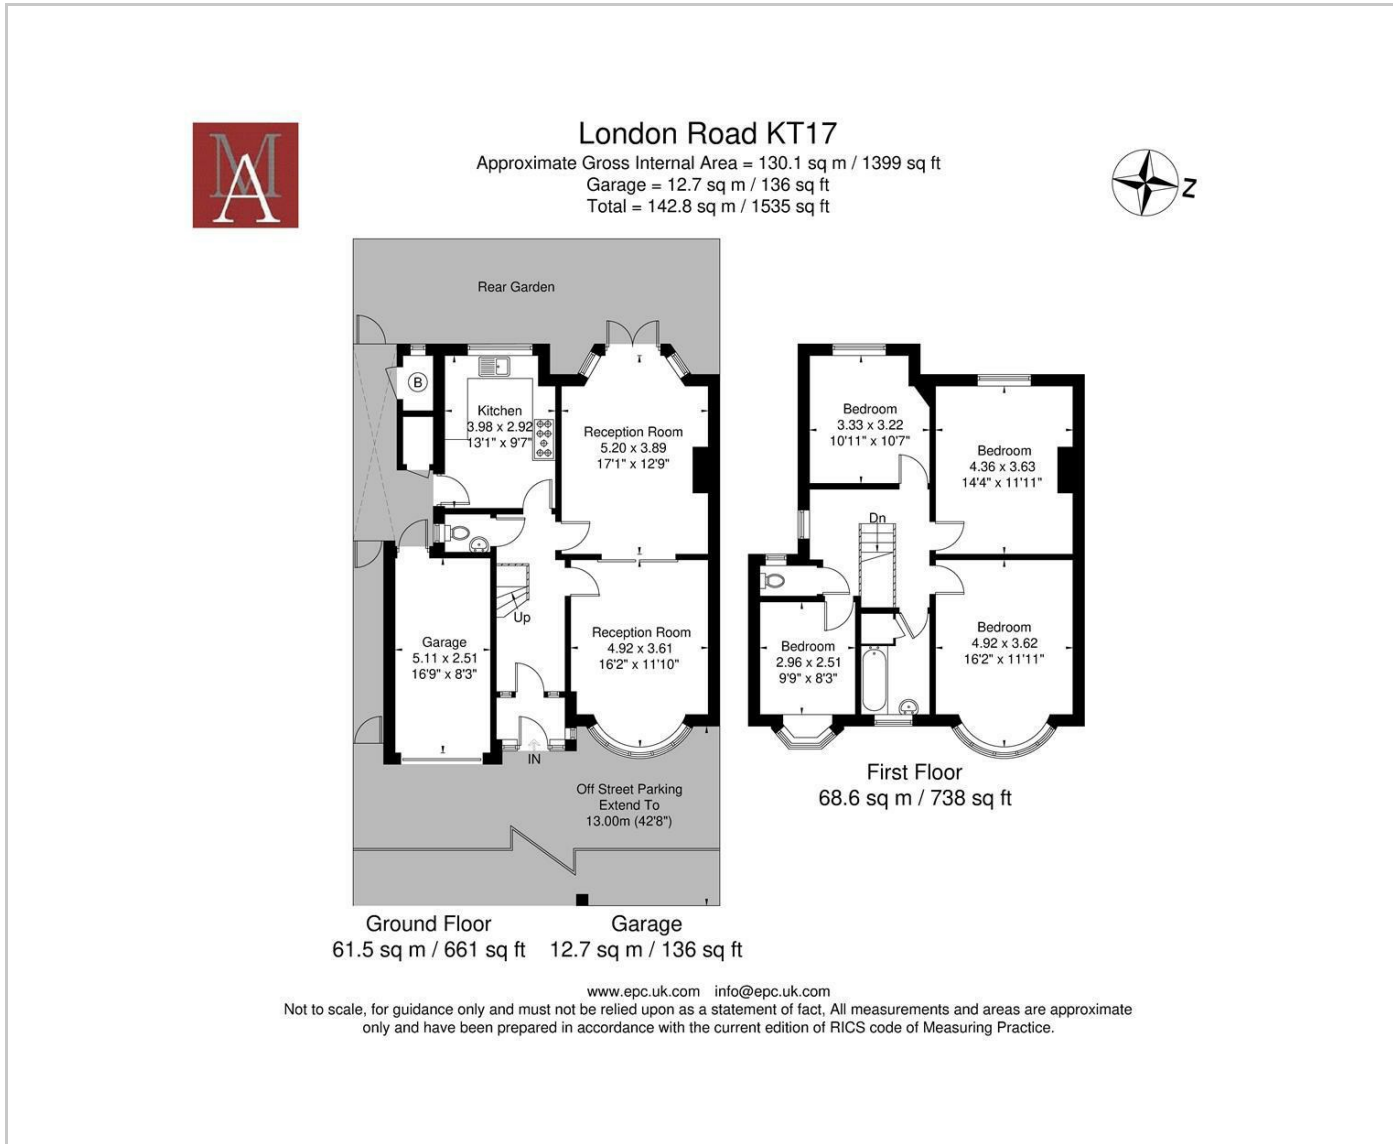 MA
London Road KT17
Approximate Gross Internal Area = 130.1 sq m / 1399 sq ft
Garage = 12.7 sq m / 136 sq ft
Total = 142.8 sq m / 1535 sq ft
Z
Rear Garden
B
Kitchen
3.98 x 2.92
13'1" x 9'7"
Reception Room
5.20 x 3.89
17'1" x 12'9"
Up
Garage
5.11 x 2.51
16'9" x 8'3"
Reception Room
4.92 x 3.61
16'2" x 11'10"
IN
Off Street Parking
Extend To
13.00m (42'8")
Bedroom
3.33 x 3.22
10'11" x 10'7"
Bedroom
4.36 x 3.63
14'4" x 11'11"
Dn
Bedroom
2.96 x 2.51
9'9" x 8'3"
Bedroom
4.92 x 3.62
16'2" x 11'11"
First Floor
68.6 sq m / 738 sq ft
Ground Floor
61.5 sq m / 661 sq ft
Garage
12.7 sq m / 136 sq ft
www.epc.uk.com info@epc.uk.com
Not to scale, for guidance only and must not be relied upon as a statement of fact, All measurements and areas are approximate
only and have been prepared in accordance with the current edition of RICS code of Measuring Practice.